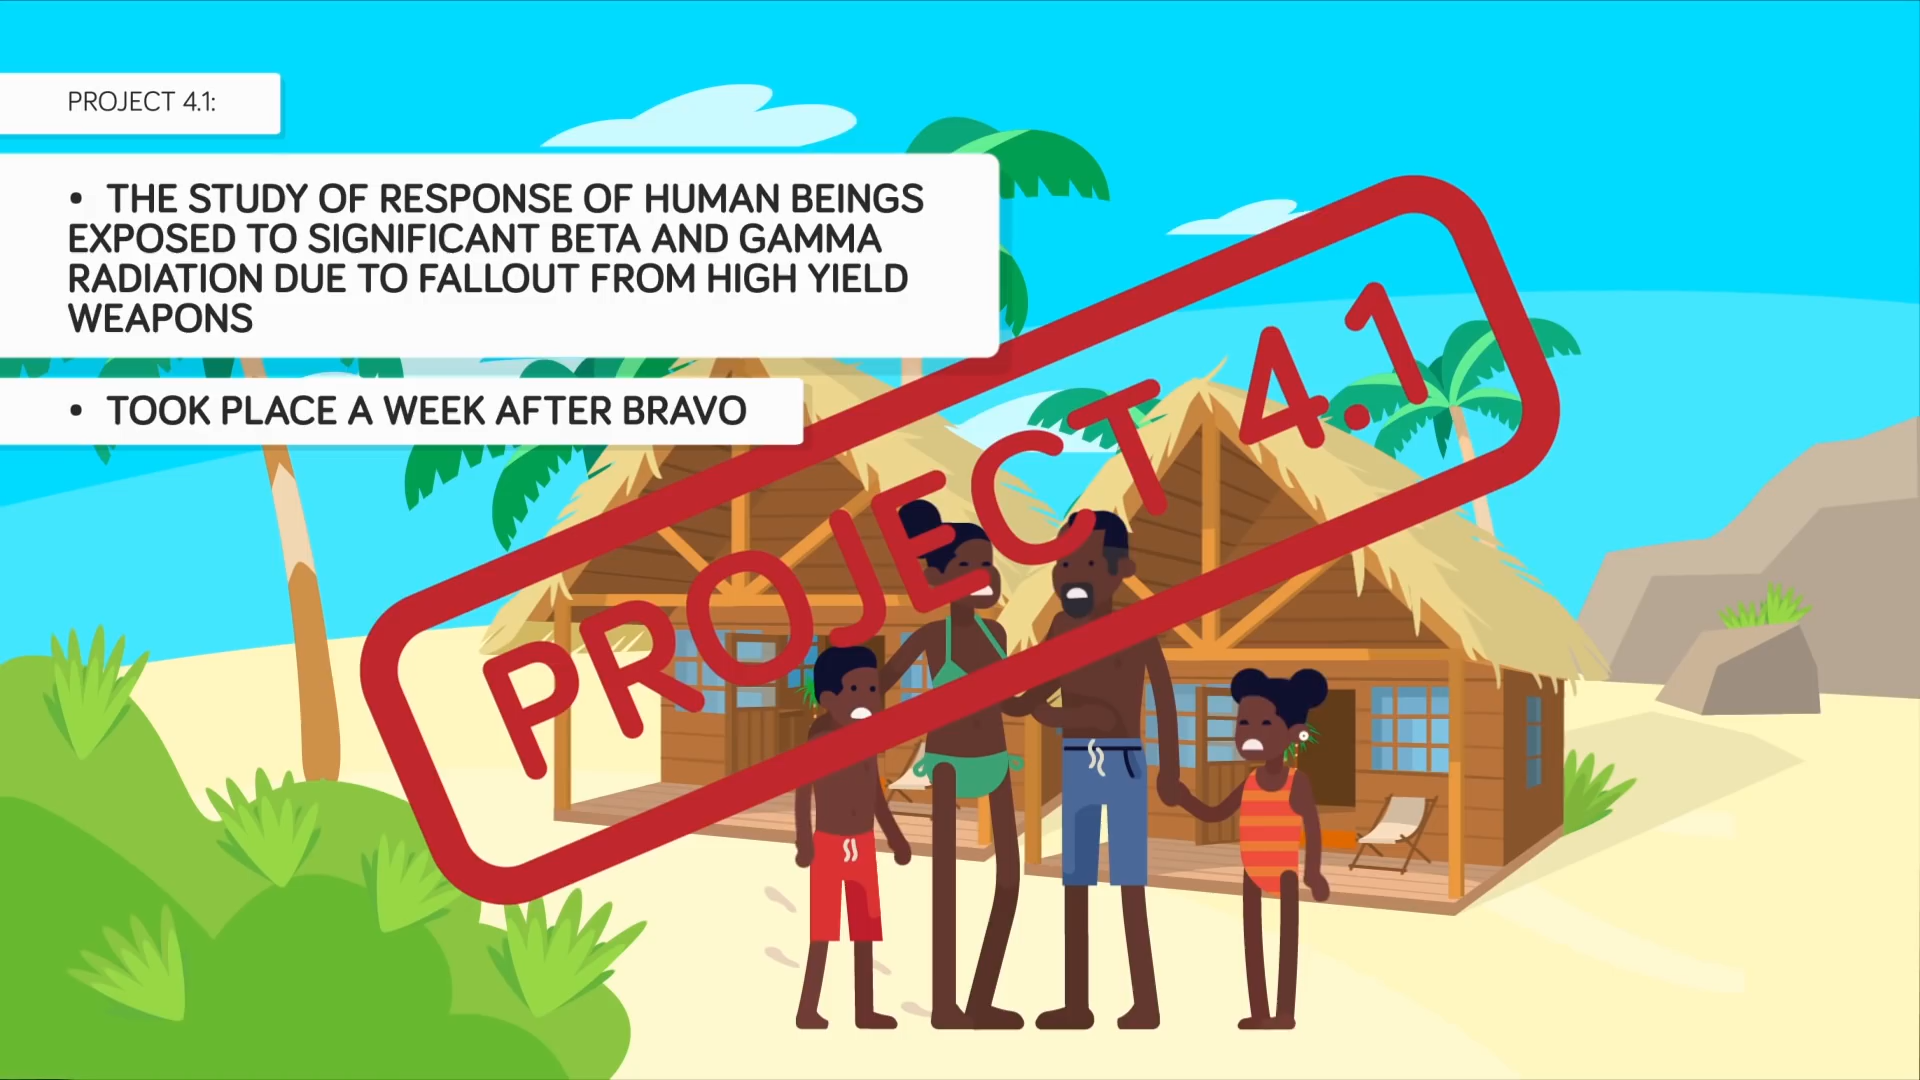 PROJECT 4.1:
• THE STUDY OF RESPONSE OF HUMAN BEINGS
EXPOSED TO SIGNIFICANT BETA AND GAMMA
RADIATION DUE TO FALLOUT FROM HIGH YIELD
WEAPONS
• TOOK PLACE A WEEK AFTER BRAVO
PROJECT 4.1